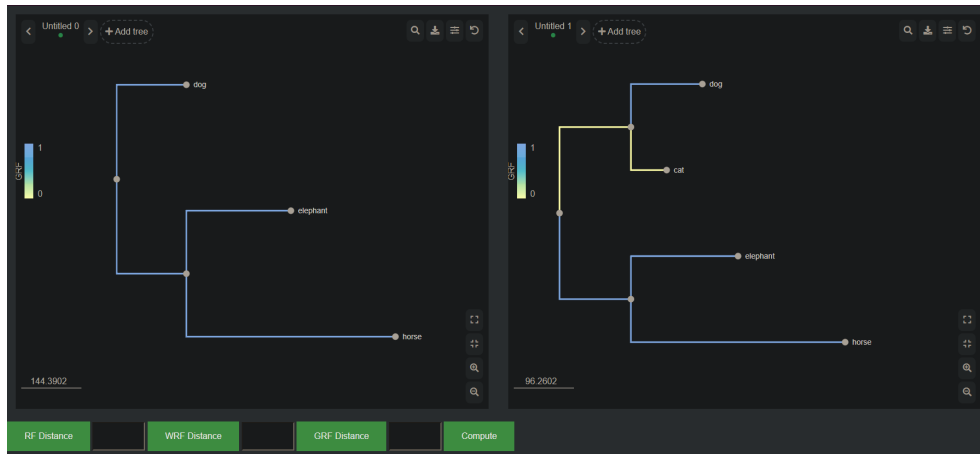 Untitled 0
+ Add tree
dog
1
GRF
0
elephant
horse
144.3902
Untitled 1
+ Add tree
dog
1
GRF
0
cat
elephant
horse
96.2602
RF Distance
WRF Distance
GRF Distance
Compute